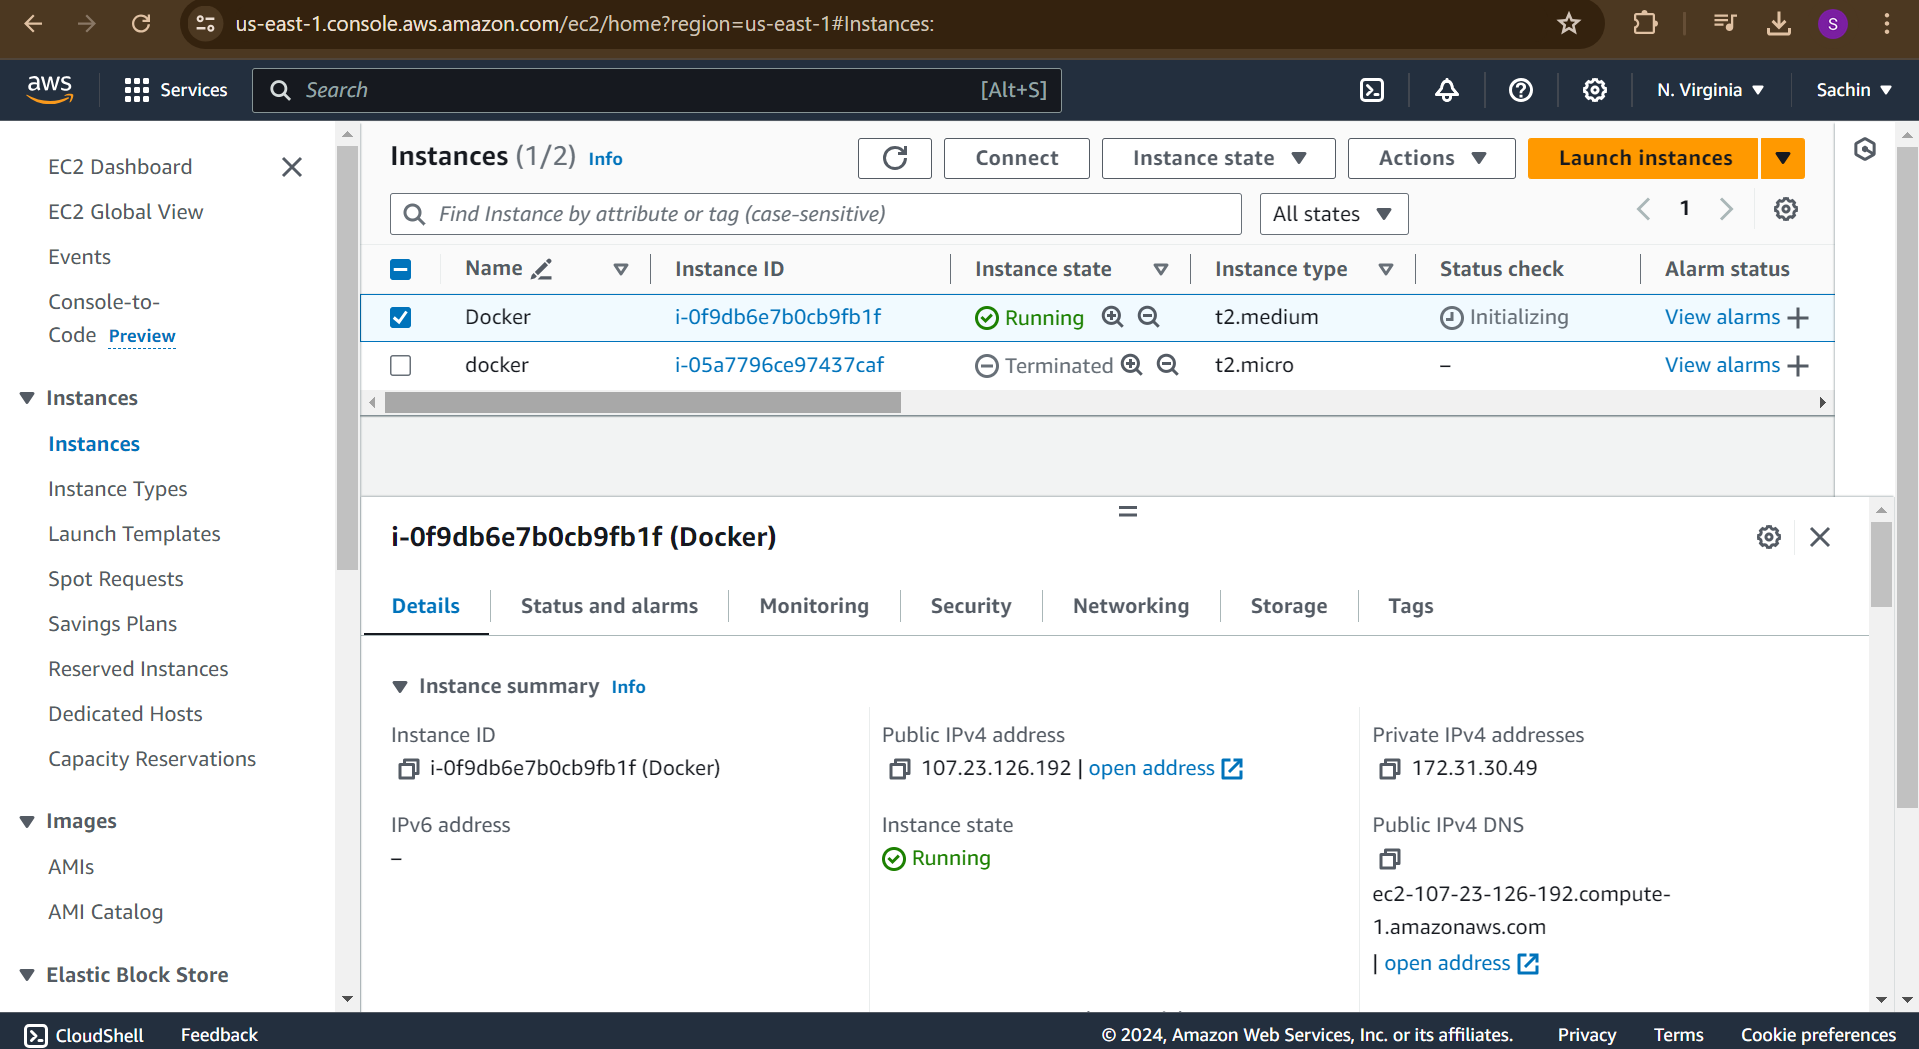 us-east-1.console.aws.amazon.com/ec2/home?region=us-east-1#Instances:
S
aws
Services
Search
[Alt+S]
N. Virginia
Sachin
EC2 Dashboard
EC2 Global View
Events
Console-to-
Code Preview
Instances
Instances
Instance Types
Launch Templates
Spot Requests
Savings Plans
Reserved Instances
Dedicated Hosts
Capacity Reservations
Images
AMIs
AMI Catalog
Elastic Block Store
Instances (1/2) Info
Connect
Instance state
Actions
Launch instances
Find Instance by attribute or tag (case-sensitive)
All states
1
Name Instance ID Instance state Instance type Status check Alarm status
Docker i-0f9db6e7b0cb9fb1f Running t2.medium Initializing View alarms
docker i-05a7796ce97437caf Terminated t2.micro – View alarms
i-0f9db6e7b0cb9fb1f (Docker)
Details Status and alarms Monitoring Security Networking Storage Tags
Instance summary Info
Instance ID
i-0f9db6e7b0cb9fb1f (Docker)
Public IPv4 address
107.23.126.192 | open address
Private IPv4 addresses
172.31.30.49
IPv6 address
–
Instance state
Running
Public IPv4 DNS
ec2-107-23-126-192.compute-
1.amazonaws.com
| open address
CloudShell
Feedback
© 2024, Amazon Web Services, Inc. or its affiliates.
Privacy
Terms
Cookie preferences